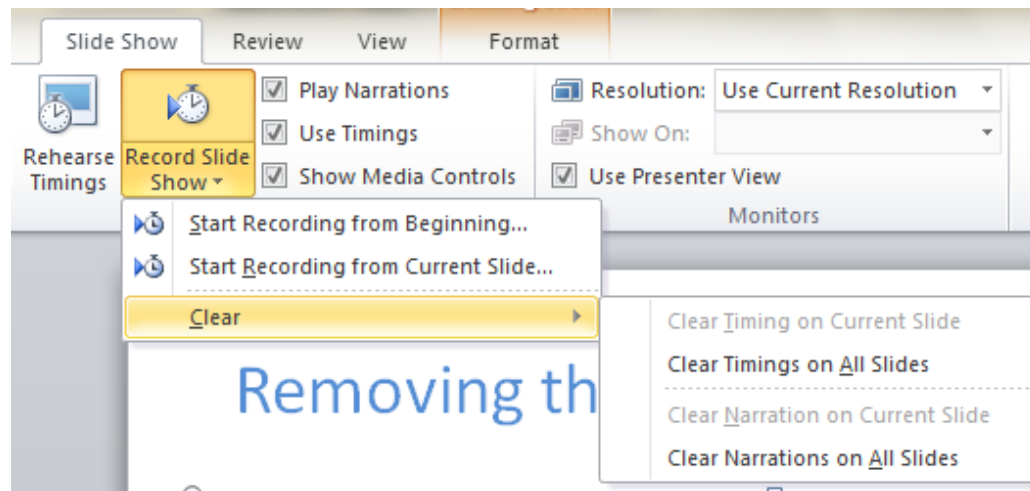 Slide Show Review View Format
Rehearse Timings
Record Slide Show
Play Narrations
Use Timings
Show Media Controls
Resolution: Use Current Resolution
Show On:
Use Presenter View
Monitors
Start Recording from Beginning...
Start Recording from Current Slide...
Clear
Clear Timing on Current Slide
Clear Timings on All Slides
Clear Narration on Current Slide
Clear Narrations on All Slides
Removing th